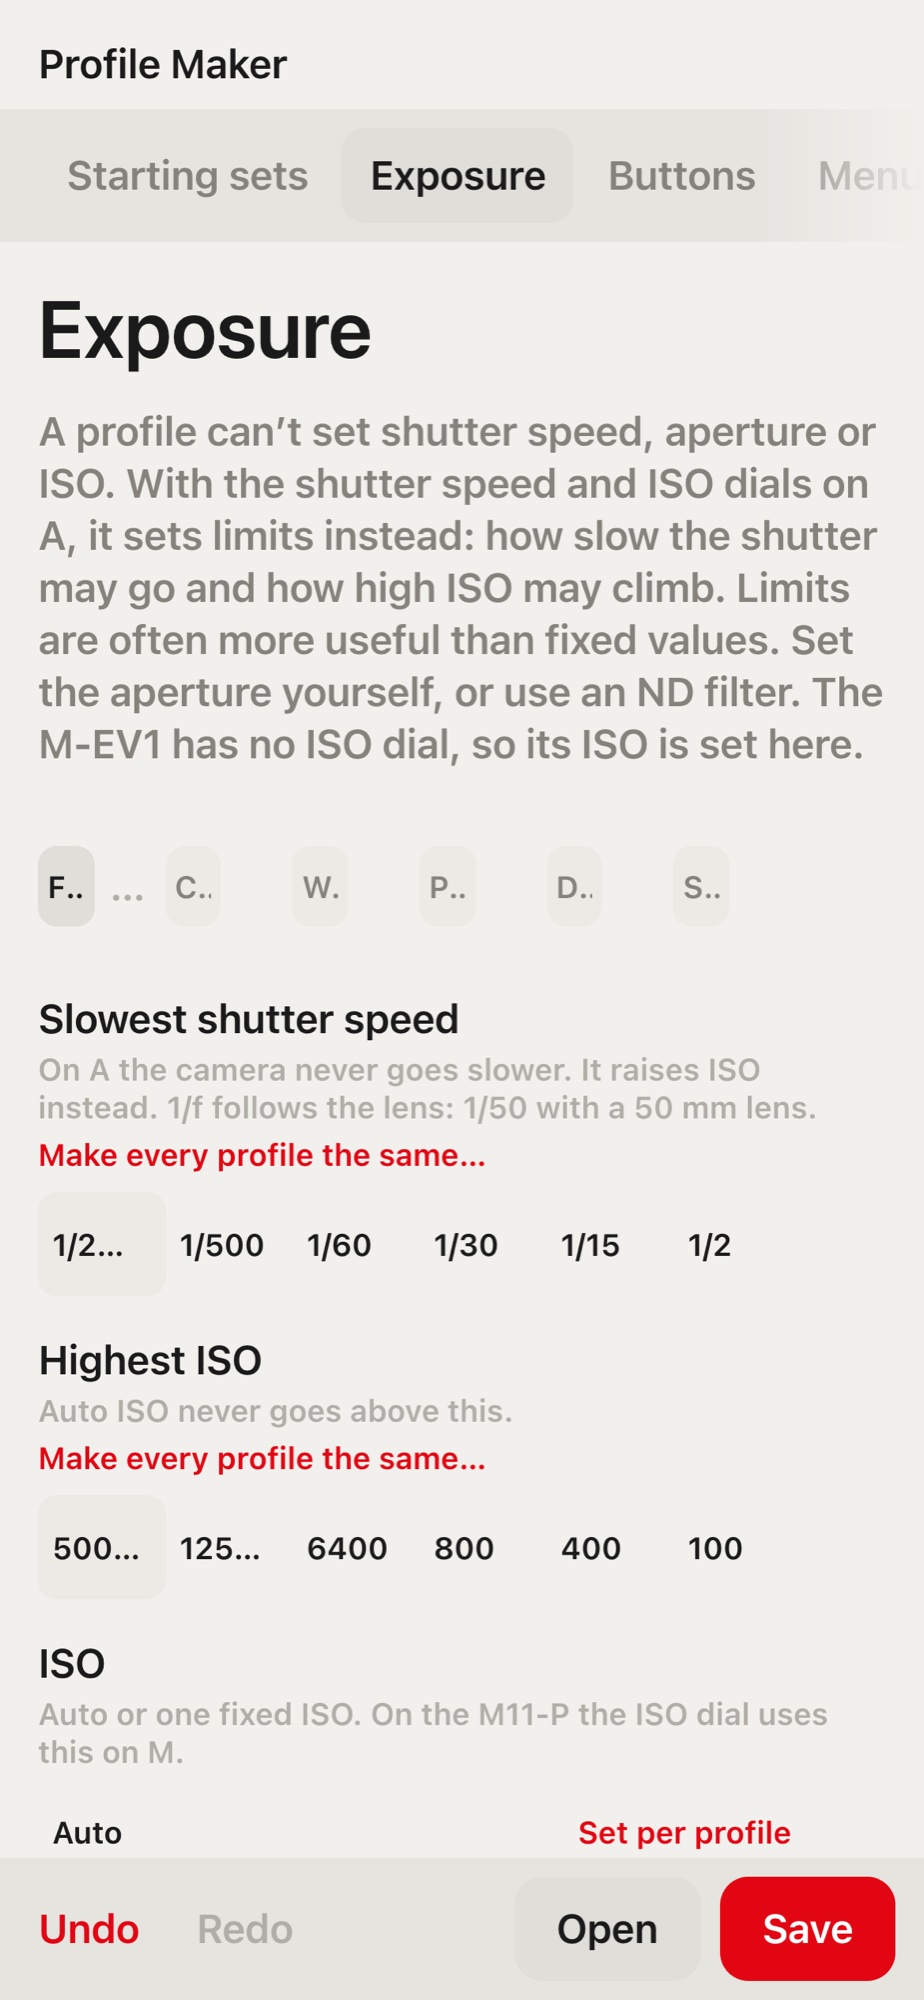 Profile Maker
Starting sets Exposure Buttons Menu
Exposure
A profile can’t set shutter speed, aperture or
ISO. With the shutter speed and ISO dials on
A, it sets limits instead: how slow the shutter
may go and how high ISO may climb. Limits
are often more useful than fixed values. Set
the aperture yourself, or use an ND filter. The
M-EV1 has no ISO dial, so its ISO is set here.
F.. ... C.. W. P.. D.. S..
Slowest shutter speed
On A the camera never goes slower. It raises ISO
instead. 1/f follows the lens: 1/50 with a 50 mm lens.
Make every profile the same...
1/2... 1/500 1/60 1/30 1/15 1/2
Highest ISO
Auto ISO never goes above this.
Make every profile the same...
500... 125... 6400 800 400 100
ISO
Auto or one fixed ISO. On the M11-P the ISO dial uses
this on M.
Auto Set per profile
Undo Redo Open Save